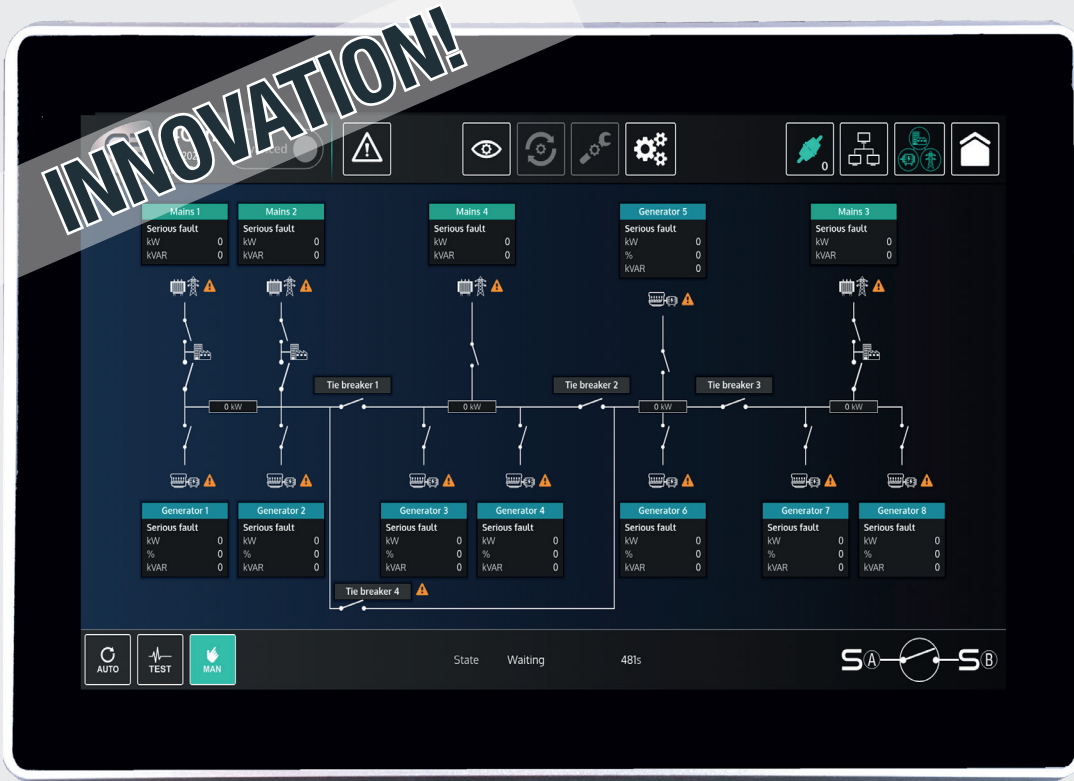 INNOVATION!
0
Mains 1
Serious fault
kW 0
kVAR 0
Mains 2
Serious fault
kW 0
kVAR 0
Mains 4
Serious fault
kW 0
kVAR 0
Generator 5
Serious fault
kW 0
% 0
kVAR 0
Mains 3
Serious fault
kW 0
kVAR 0
Tie breaker 1
Tie breaker 2
Tie breaker 3
0 kW
0 kW
0 kW
0 kW
Generator 1
Serious fault
kW 0
% 0
kVAR 0
Generator 2
Serious fault
kW 0
% 0
kVAR 0
Generator 3
Serious fault
kW 0
% 0
kVAR 0
Generator 4
Serious fault
kW 0
% 0
kVAR 0
Generator 6
Serious fault
kW 0
% 0
kVAR 0
Generator 7
Serious fault
kW 0
% 0
kVAR 0
Generator 8
Serious fault
kW 0
% 0
kVAR 0
Tie breaker 4
AUTO
TEST
MAN
State Waiting 481s
S A S B